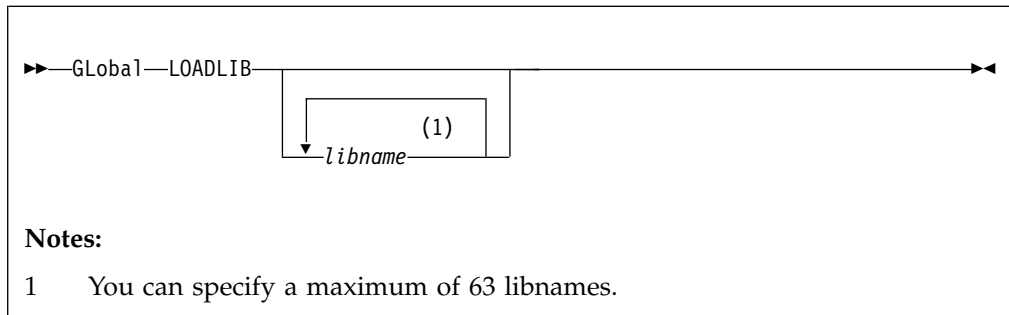 GLobal LOADLIB
(1)
libname
Notes:
1 You can specify a maximum of 63 libnames.